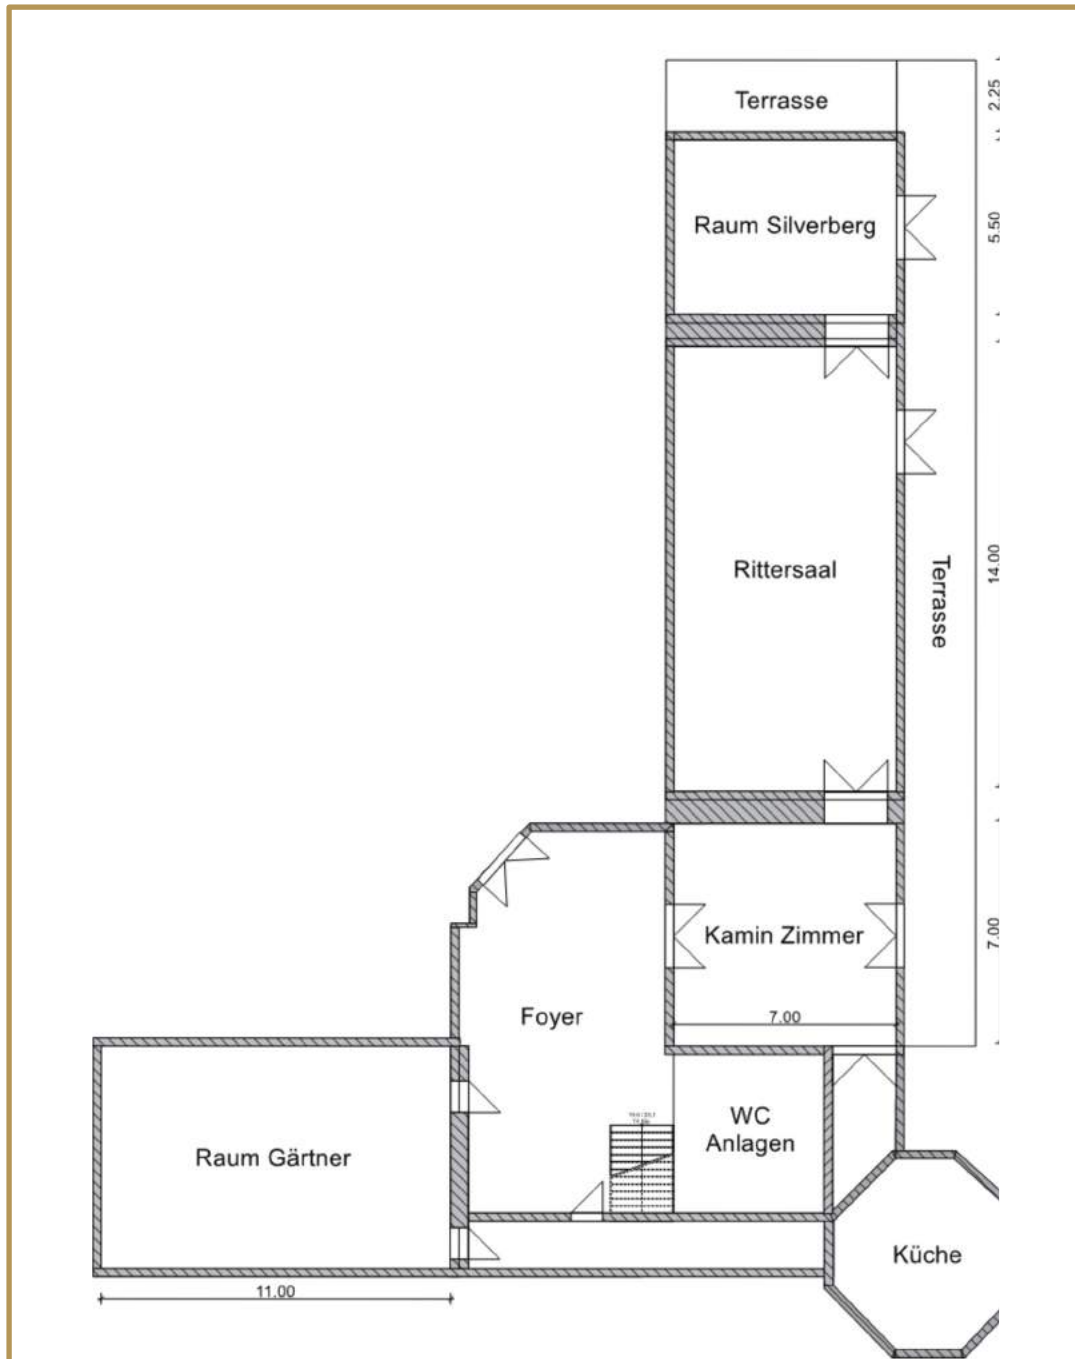 Terrasse
2.25
Raum Silverberg
5.50
Rittersaal
14.00
Terrasse
Kamin Zimmer
7.00
7.00
Foyer
WC
Anlagen
Raum Gärtner
Küche
11.00